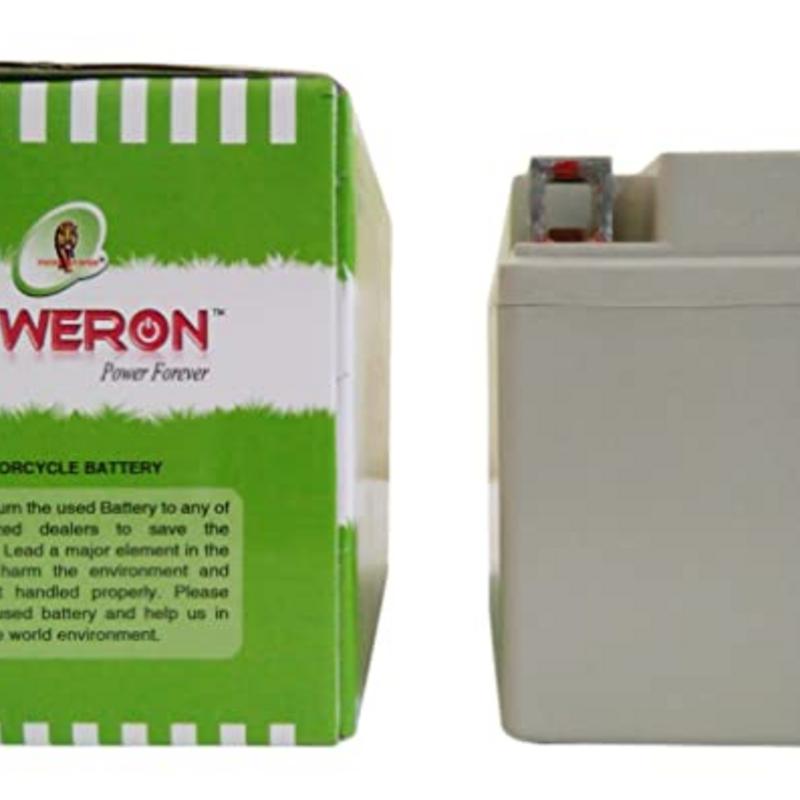 WERON™
Power Forever
ORCYCLE BATTERY
urn the used Battery to any of
ed dealers to save the
Lead a major element in the
harm the environment and
t handled properly. Please
used battery and help us in
e world environment.